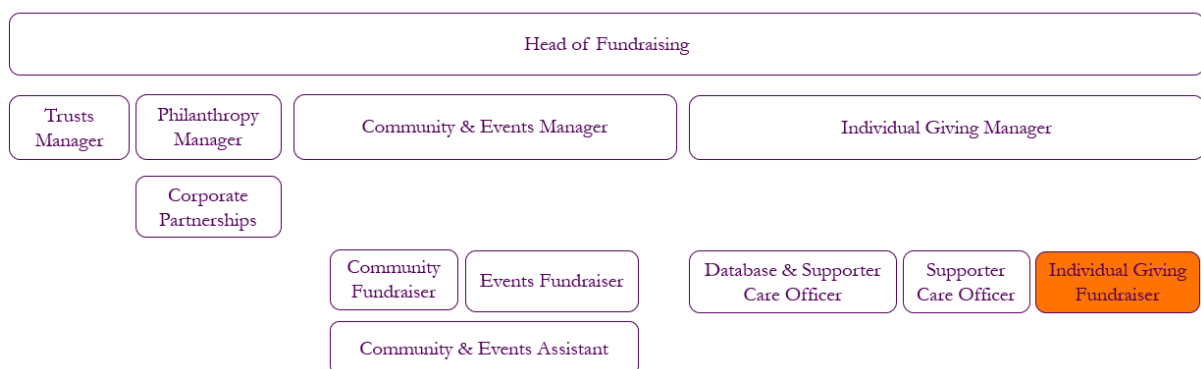 Head of Fundraising
Trusts
Manager
Philanthropy
Manager
Community & Events Manager
Individual Giving Manager
Corporate
Partnerships
Community
Fundraiser
Events Fundraiser
Database & Supporter
Care Officer
Supporter
Care Officer
Individual Giving
Fundraiser
Community & Events Assistant